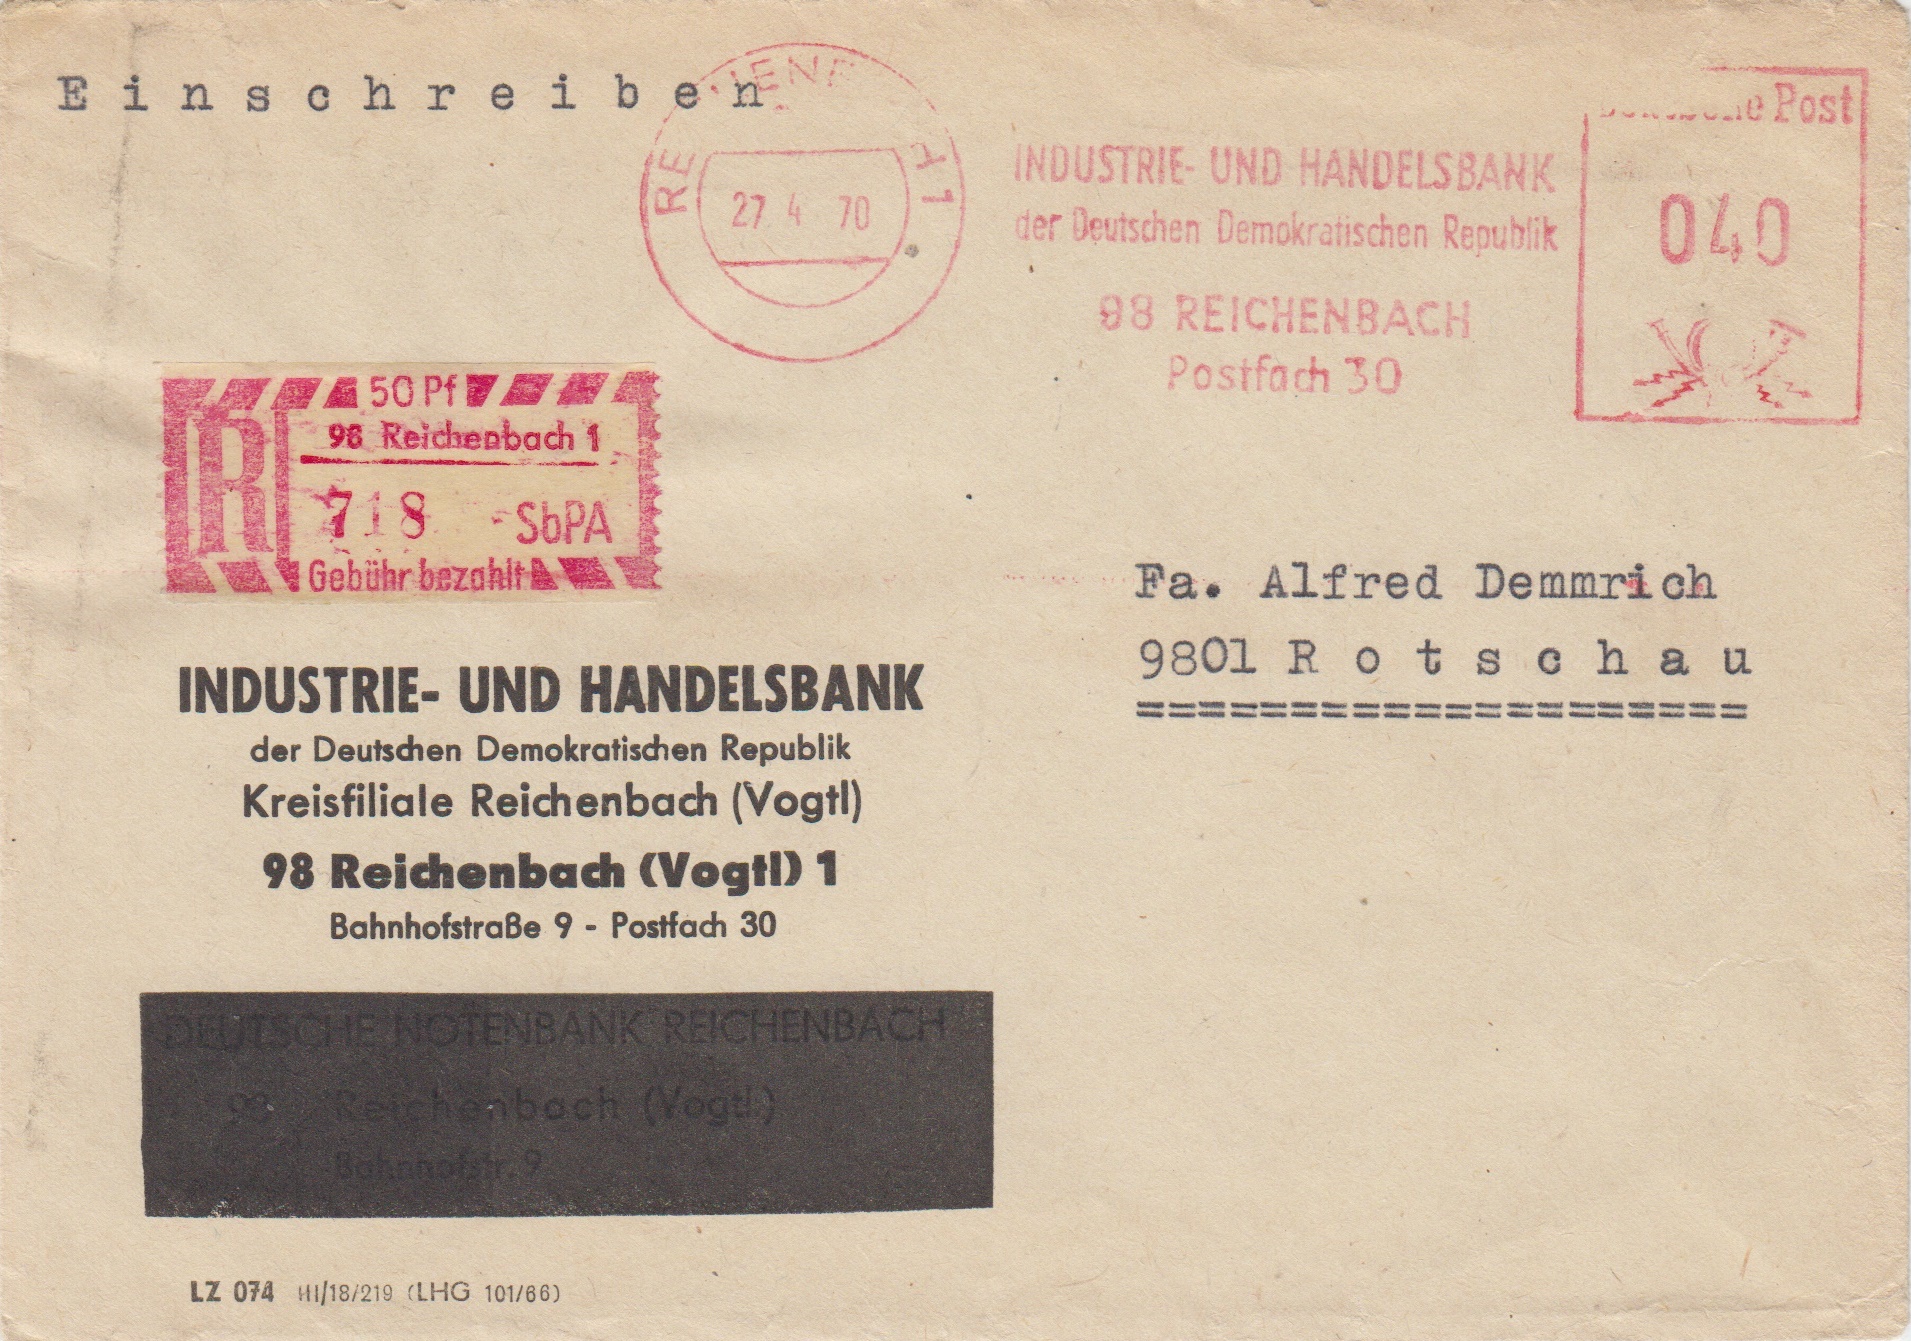 Einschreiben
27 4 70
INDUSTRIE- UND HANDELSBANK
der Deutschen Demokratischen Republik
98 REICHENBACH
Postfach 30
Post
040
50 Pf
R
98 Reichenbach 1
718 SbPA
Gebühr bezahlt
Fa. Alfred Demmrich
9801 Rotschau
====================
INDUSTRIE- UND HANDELSBANK
der Deutschen Demokratischen Republik
Kreisfiliale Reichenbach (Vogtl)
98 Reichenbach (Vogtl) 1
Bahnhofstraße 9 - Postfach 30
DEUTSCHE NOTENBANK REICHENBACH
98 Reichenbach (Vogtl.)
Bahnhofstr. 9
LZ 074 III/18/219 (LHG 101/66)